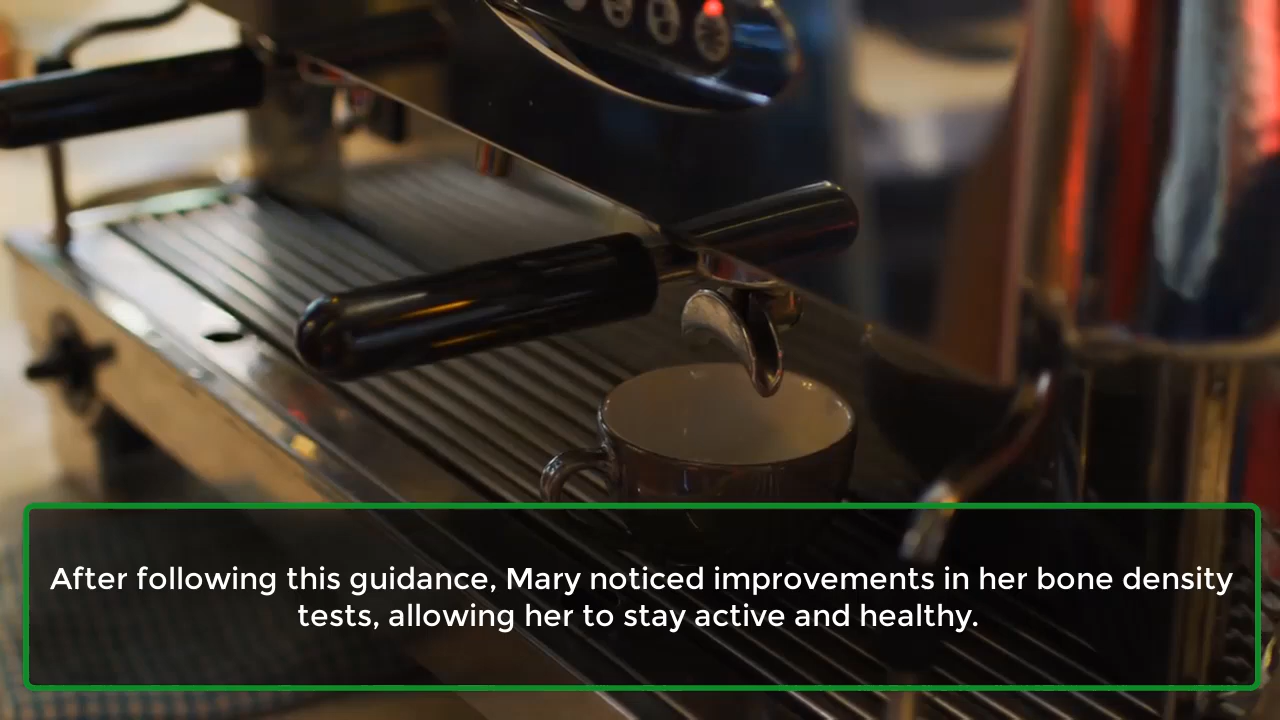 After following this guidance, Mary noticed improvements in her bone density
tests, allowing her to stay active and healthy.